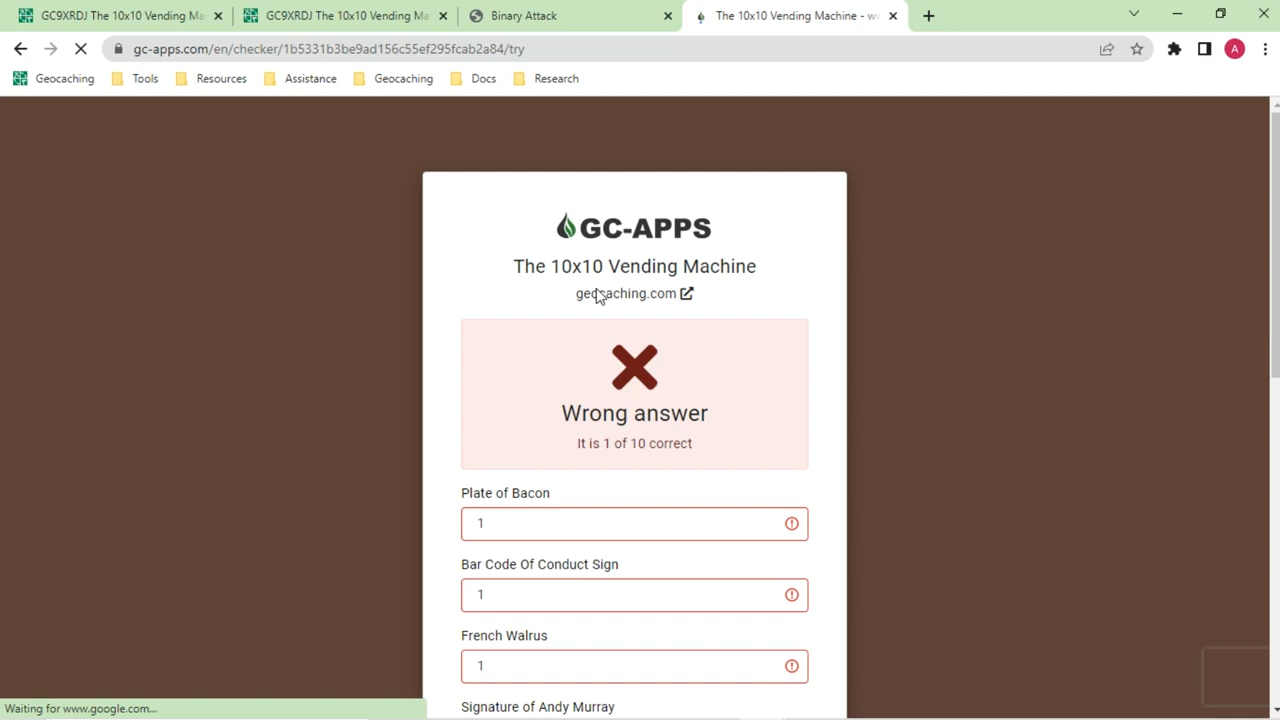 GC9XRDJ The 10x10 Vending Ma
GC9XRDJ The 10x10 Vending Ma
Binary Attack
The 10x10 Vending Machine - w
gc-apps.com/en/checker/1b5331b3be9ad156c55ef295fcab2a84/try
A
Geocaching
Tools
Resources
Assistance
Geocaching
Docs
Research
GC-APPS
The 10x10 Vending Machine
geocaching.com
Wrong answer
It is 1 of 10 correct
Plate of Bacon
1
Bar Code Of Conduct Sign
1
French Walrus
1
Signature of Andy Murray
Waiting for www.google.com...